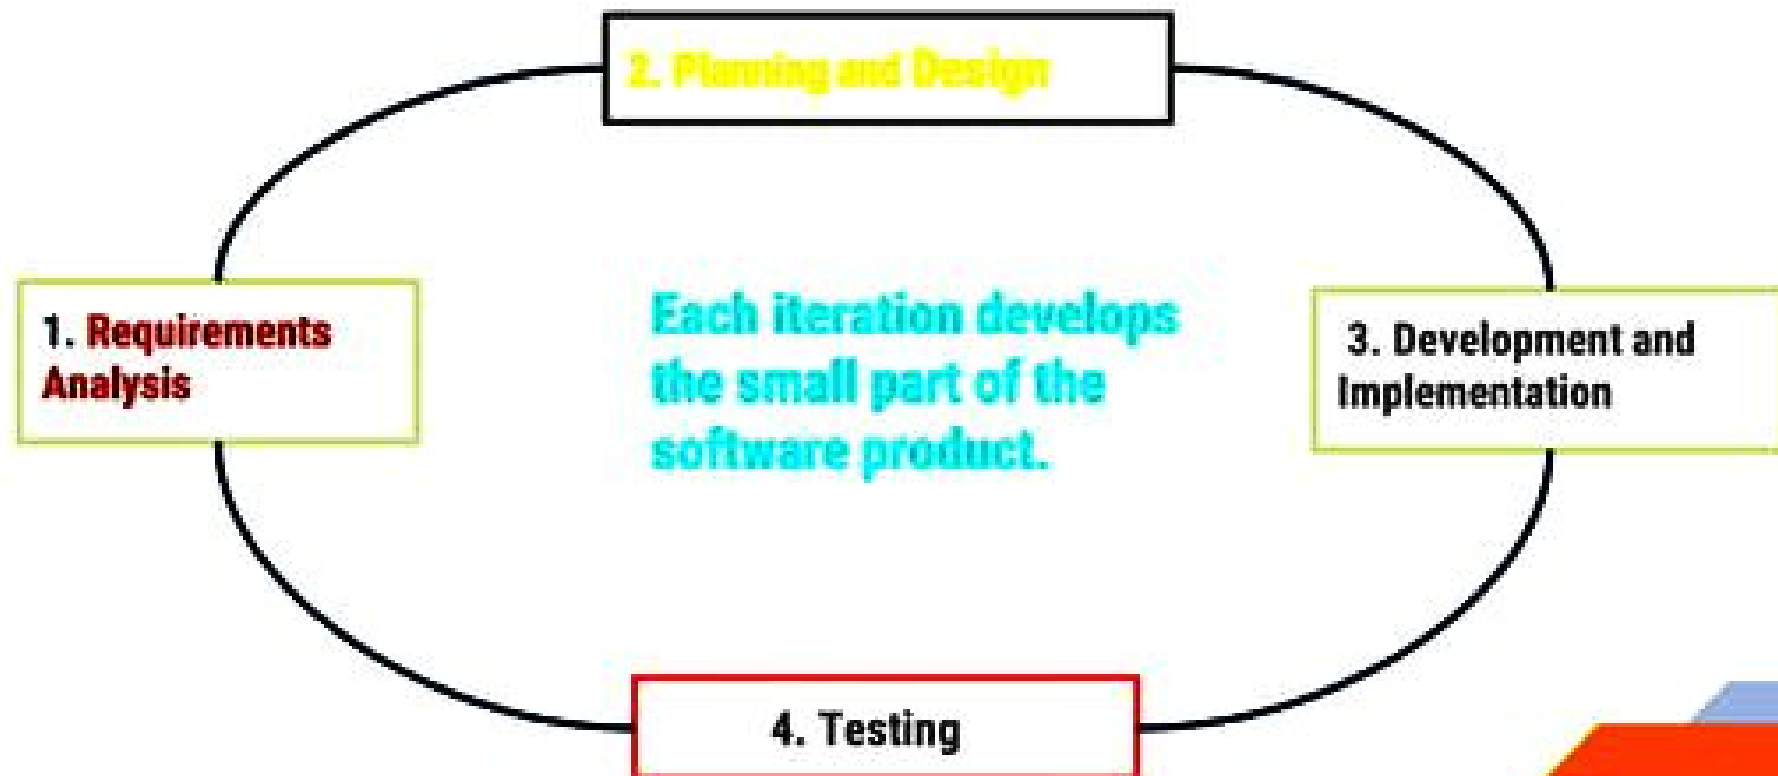 2. Planning and Design
1. Requirements
Analysis
Each iteration develops
the small part of the
software product.
3. Development and
Implementation
4. Testing